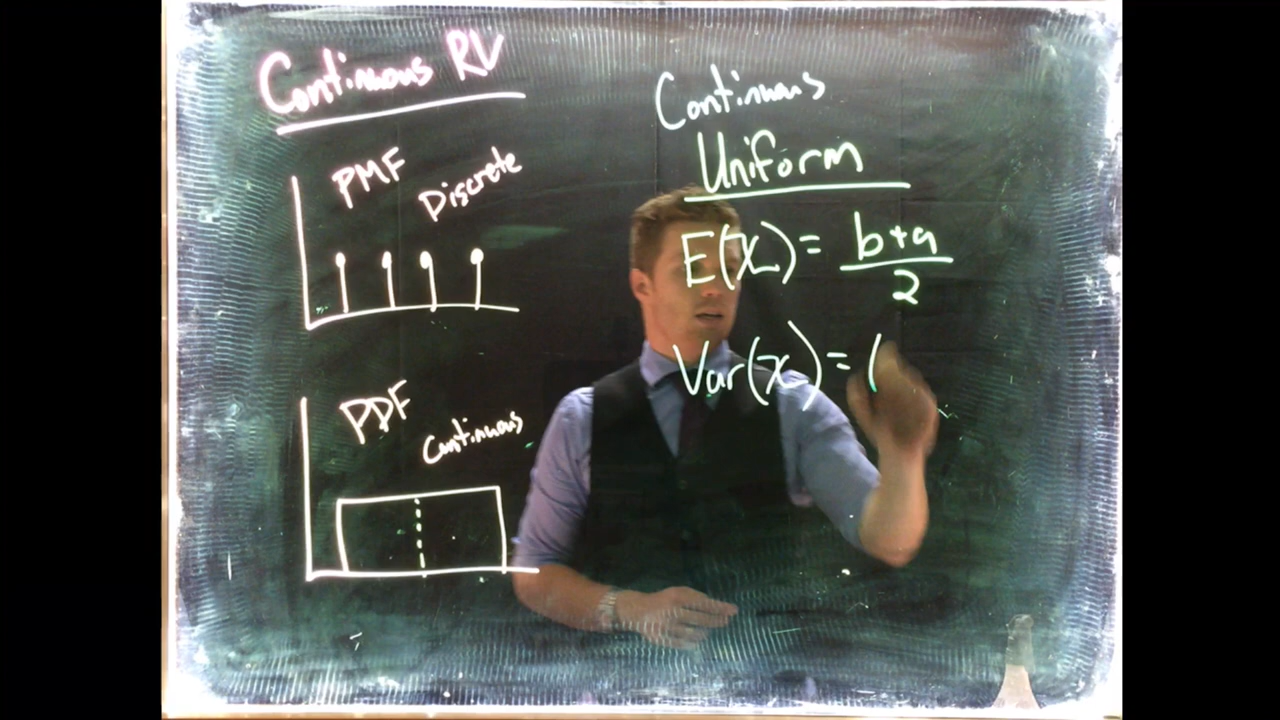 Continuous RV
PMF
Discrete
PDF
Continuous
Continuous
Uniform
E(X) = b+a
2
Var(x) = (